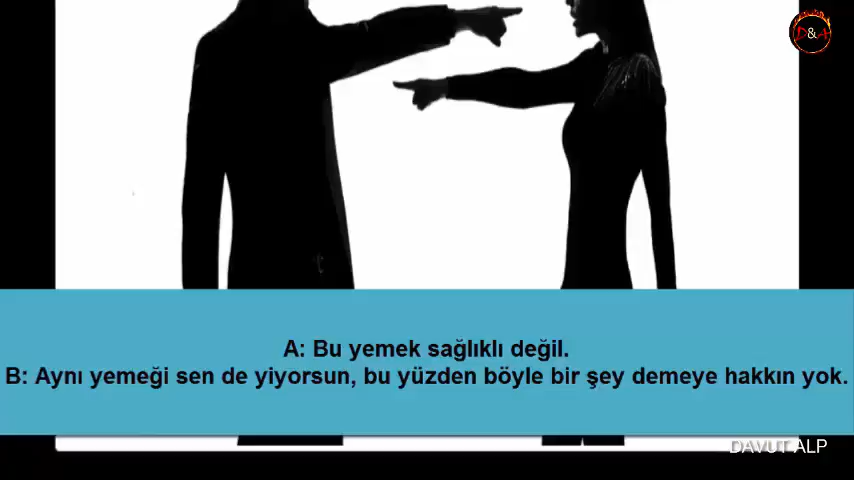 D&A
A: Bu yemek sağlıklı değil.
B: Aynı yemeği sen de yiyorsun, bu yüzden böyle bir şey demeye hakkın yok.
DAVUT ALP